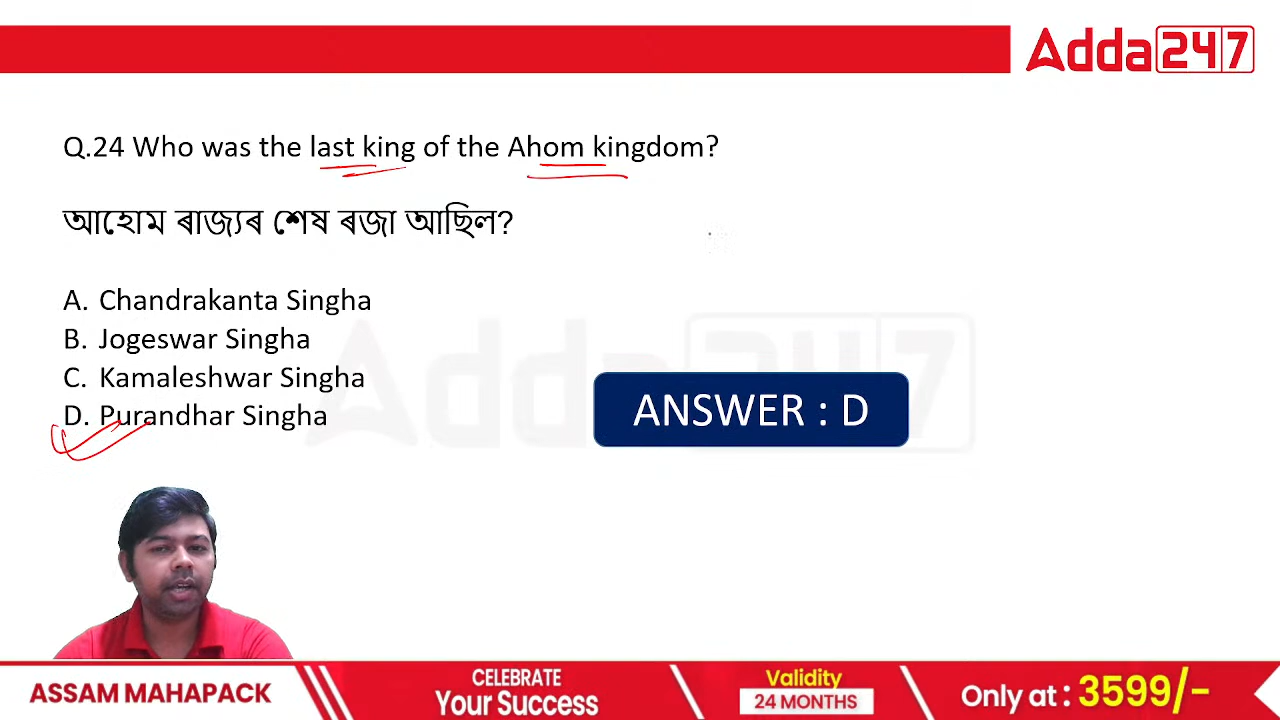 Adda247
Q.24 Who was the last king of the Ahom kingdom?
আহোম ৰাজ্যৰ শেষ ৰজা আছিল?
A. Chandrakanta Singha
B. Jogeswar Singha
C. Kamaleshwar Singha
D. Purandhar Singha
Adda247
ANSWER : D
ASSAM MAHAPACK
CELEBRATE
Your Success
Validity
24 MONTHS
Only at : 3599/-